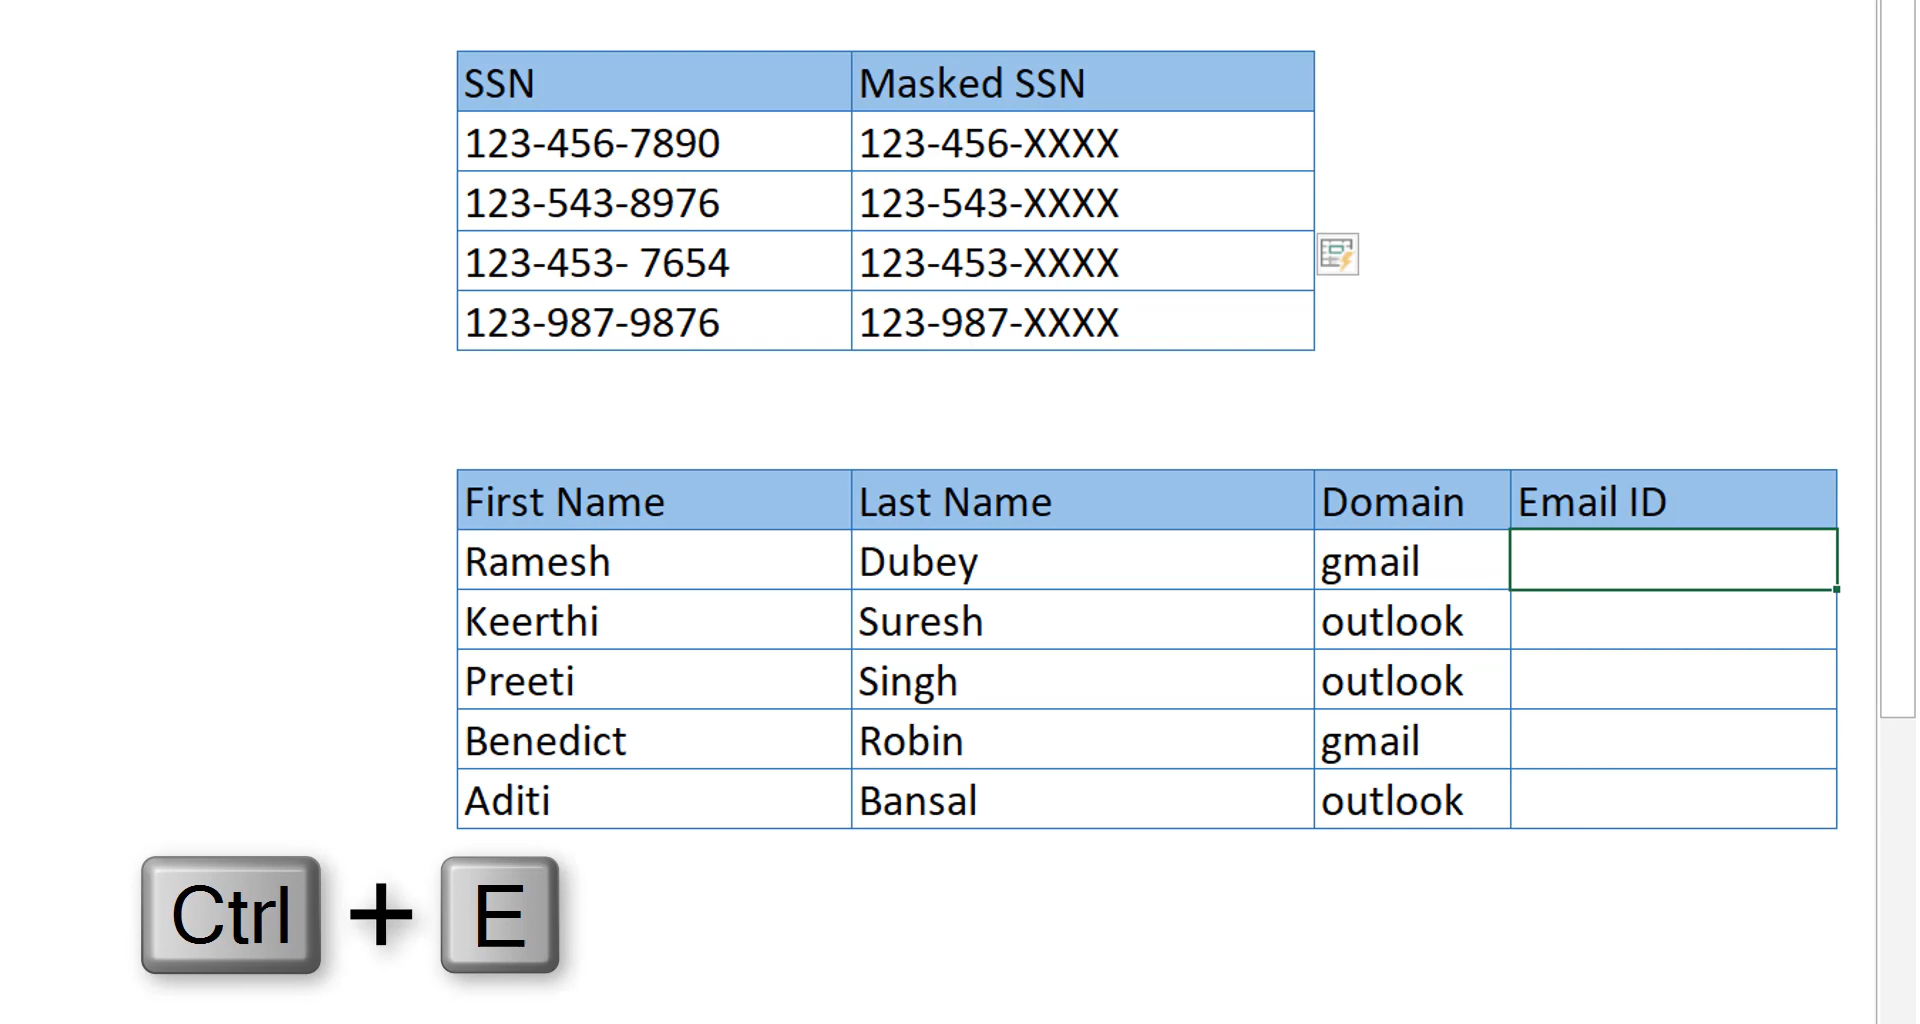 SSN Masked SSN
123-456-7890 123-456-XXXX
123-543-8976 123-543-XXXX
123-453- 7654 123-453-XXXX
123-987-9876 123-987-XXXX
First Name Last Name Domain Email ID
Ramesh Dubey gmail
Keerthi Suresh outlook
Preeti Singh outlook
Benedict Robin gmail
Aditi Bansal outlook
Ctrl + E